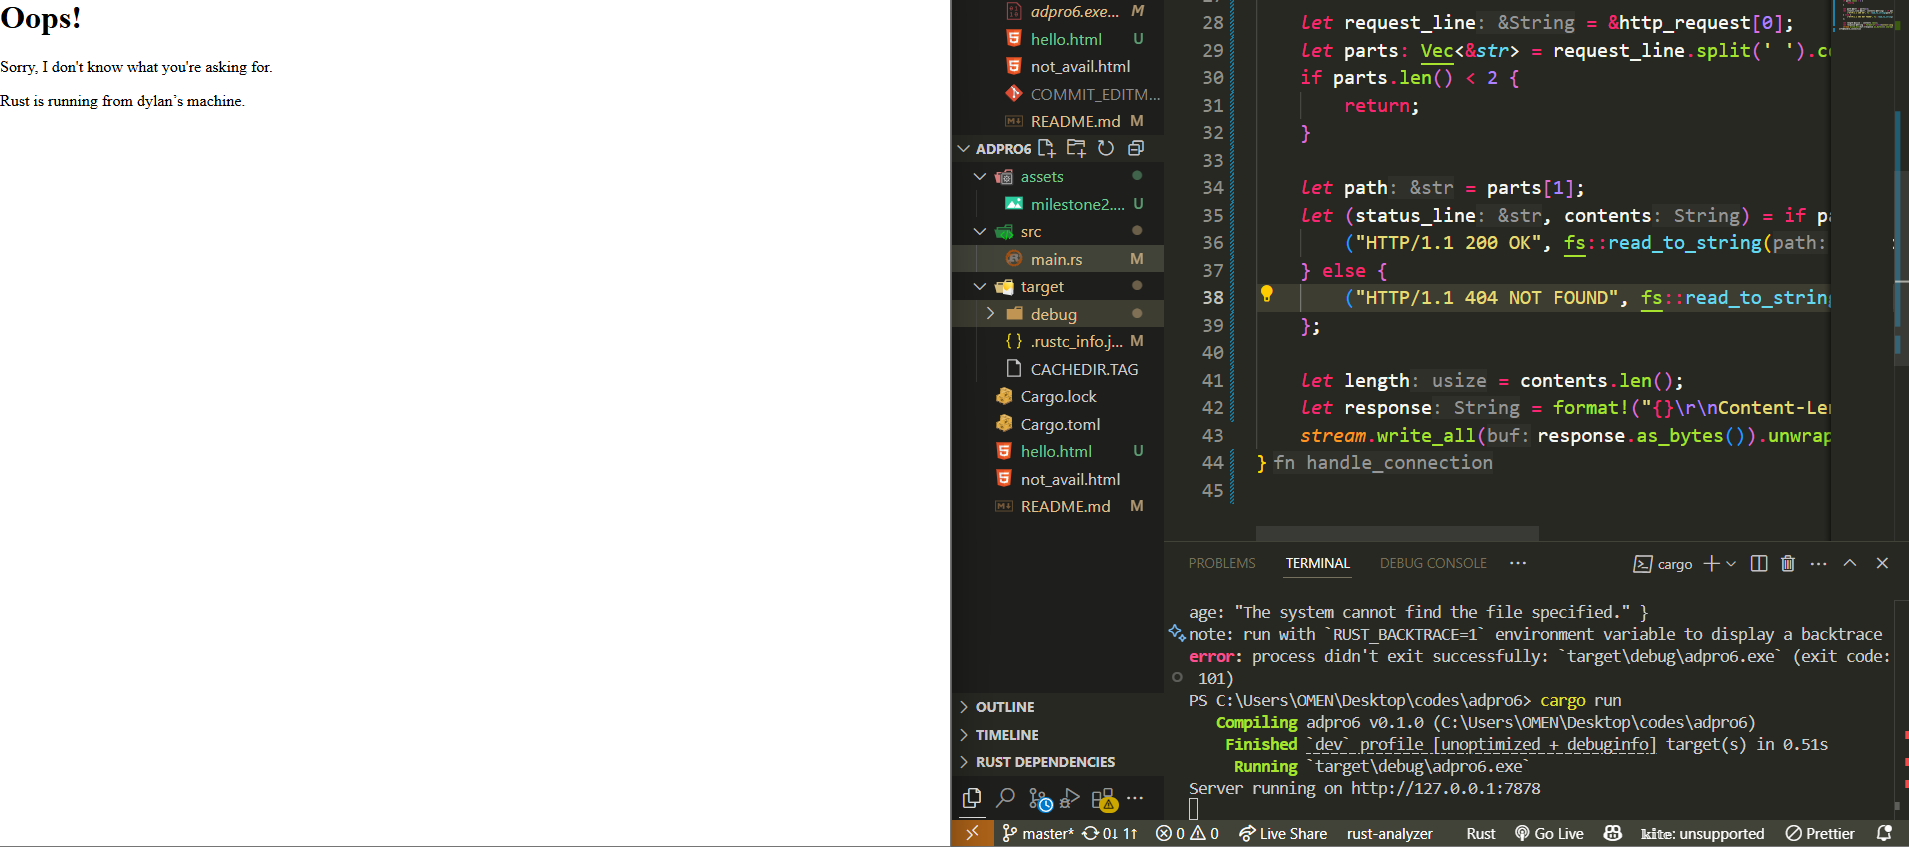 Oops!
Sorry, I don't know what you're asking for.
Rust is running from dylan’s machine.
adpro6.exe... M
hello.html U
not_avail.html
COMMIT_EDITM...
README.md M
ADPRO6
assets
milestone2.... U
src
main.rs M
target
debug
{} .rustc_info.j... M
CACHEDIR.TAG
Cargo.lock
Cargo.toml
hello.html U
not_avail.html
README.md M
OUTLINE
TIMELINE
RUST DEPENDENCIES
28 let request_line: &String = &http_request[0];
29 let parts: Vec<&str> = request_line.split(' ').c
30 if parts.len() < 2 {
31 return;
32 }
33
34 let path: &str = parts[1];
35 let (status_line: &str, contents: String) = if pa
36 ("HTTP/1.1 200 OK", fs::read_to_string(path:
37 } else {
38 ("HTTP/1.1 404 NOT FOUND", fs::read_to_string
39 };
40
41 let length: usize = contents.len();
42 let response: String = format!("{}\r\nContent-Len
43 stream.write_all(buf: response.as_bytes()).unwrap
44 } fn handle_connection
45
PROBLEMS TERMINAL DEBUG CONSOLE ··· cargo
age: "The system cannot find the file specified." }
note: run with `RUST_BACKTRACE=1` environment variable to display a backtrace
error: process didn't exit successfully: `target\debug\adpro6.exe` (exit code:
101)
PS C:\Users\OMEN\Desktop\codes\adpro6> cargo run
Compiling adpro6 v0.1.0 (C:\Users\OMEN\Desktop\codes\adpro6)
Finished `dev` profile [unoptimized + debuginfo] target(s) in 0.51s
Running `target\debug\adpro6.exe`
Server running on http://127.0.0.1:7878
master* 0↓ 1↑ 0 0 Live Share rust-analyzer Rust Go Live kite: unsupported Prettier